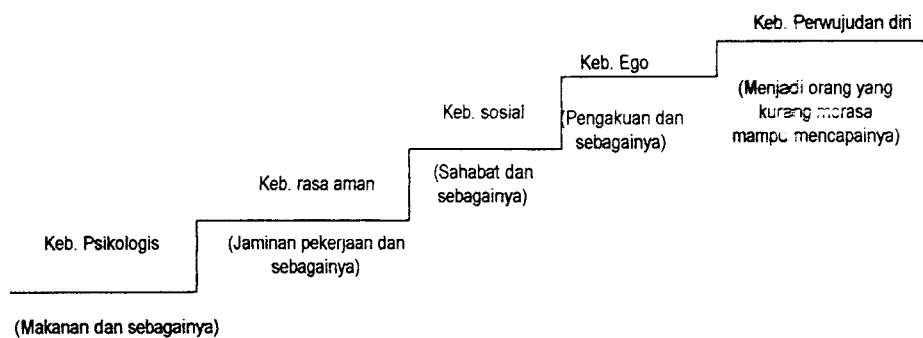 Keb. Perwujudan diri
Keb. Ego
(Menjadi orang yang
kurang merasa
mampu mencapainya)
Keb. sosial
(Pengakuan dan
sebagainya)
Keb. rasa aman
(Sahabat dan
sebagainya)
Keb. Psikologis
(Jaminan pekerjaan dan
sebagainya)
(Makanan dan sebagainya)